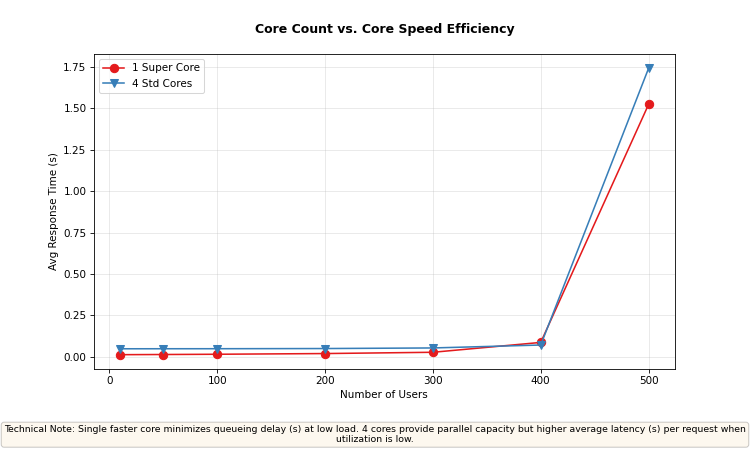 Core Count vs. Core Speed Efficiency
1 Super Core
4 Std Cores
1.75
1.50
1.25
1.00
0.75
0.50
0.25
0.00
Avg Response Time (s)
0
100
200
300
400
500
Number of Users
Technical Note: Single faster core minimizes queueing delay (s) at low load. 4 cores provide parallel capacity but higher average latency (s) per request when
utilization is low.